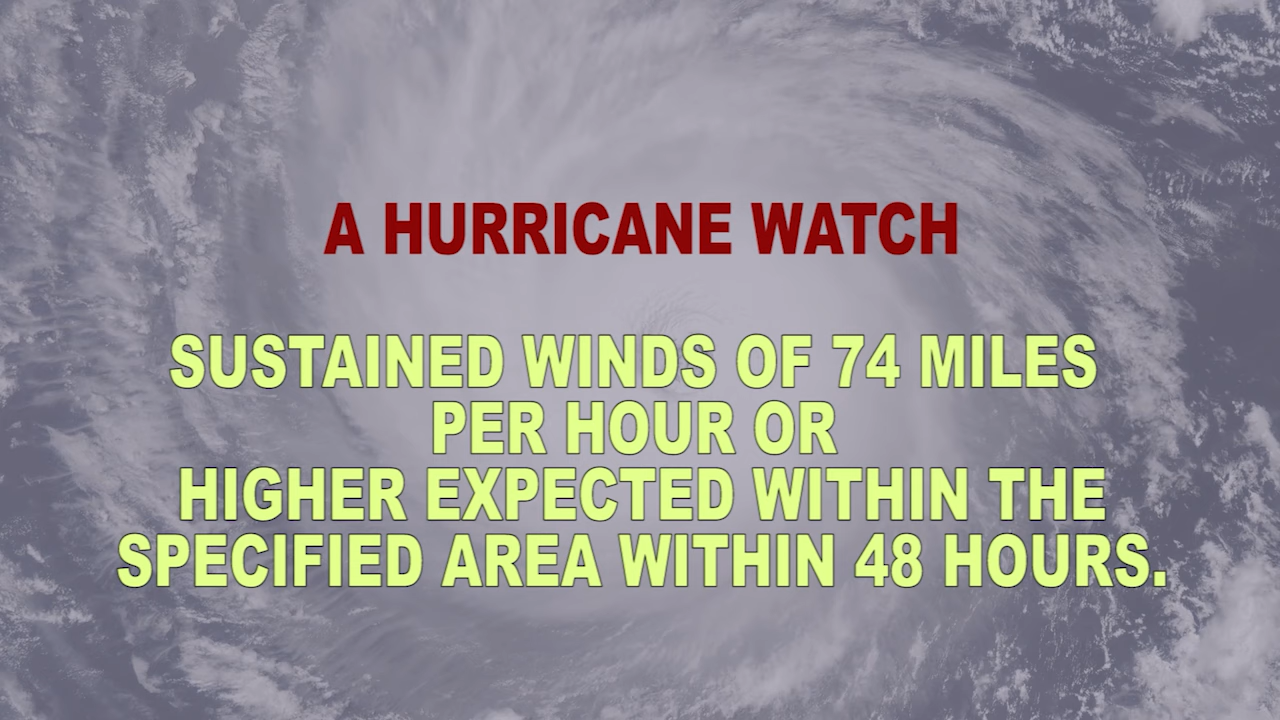 A HURRICANE WATCH
SUSTAINED WINDS OF 74 MILES
PER HOUR OR
HIGHER EXPECTED WITHIN THE
SPECIFIED AREA WITHIN 48 HOURS.